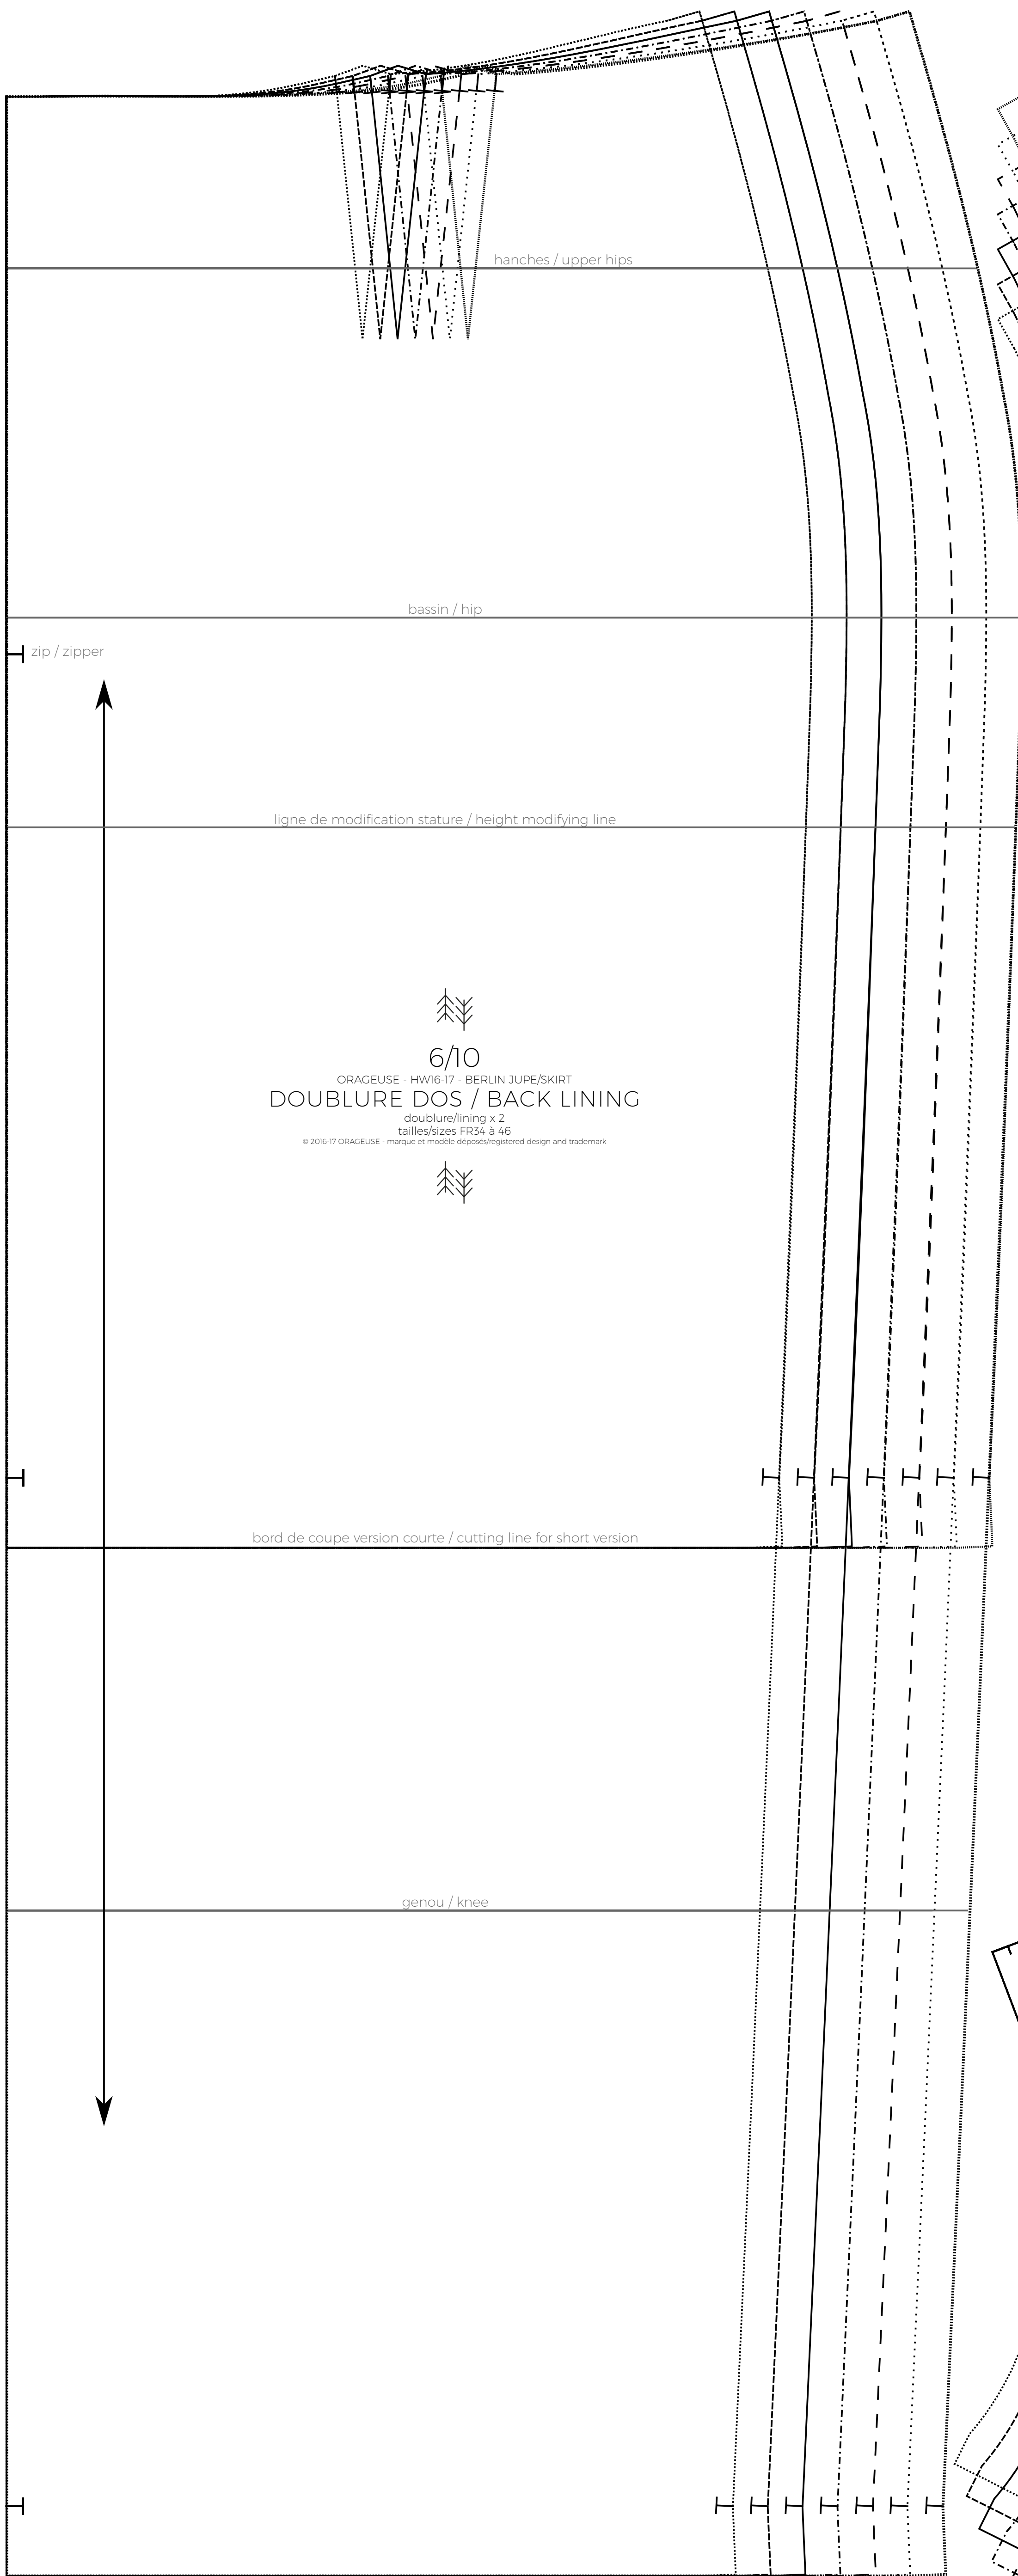 hanches / upper hips
bassin / hip
zip / zipper
ligne de modification stature / height modifying line
6/10
ORAGEUSE - HW16-17 - BERLIN JUPE/SKIRT
DOUBLURE DOS / BACK LINING
doublure/lining x 2
tailles/sizes FR34 à 46
© 2016-17 ORAGEUSE - marque et modèle déposés/registered design and trademark
bord de coupe version courte / cutting line for short version
genou / knee